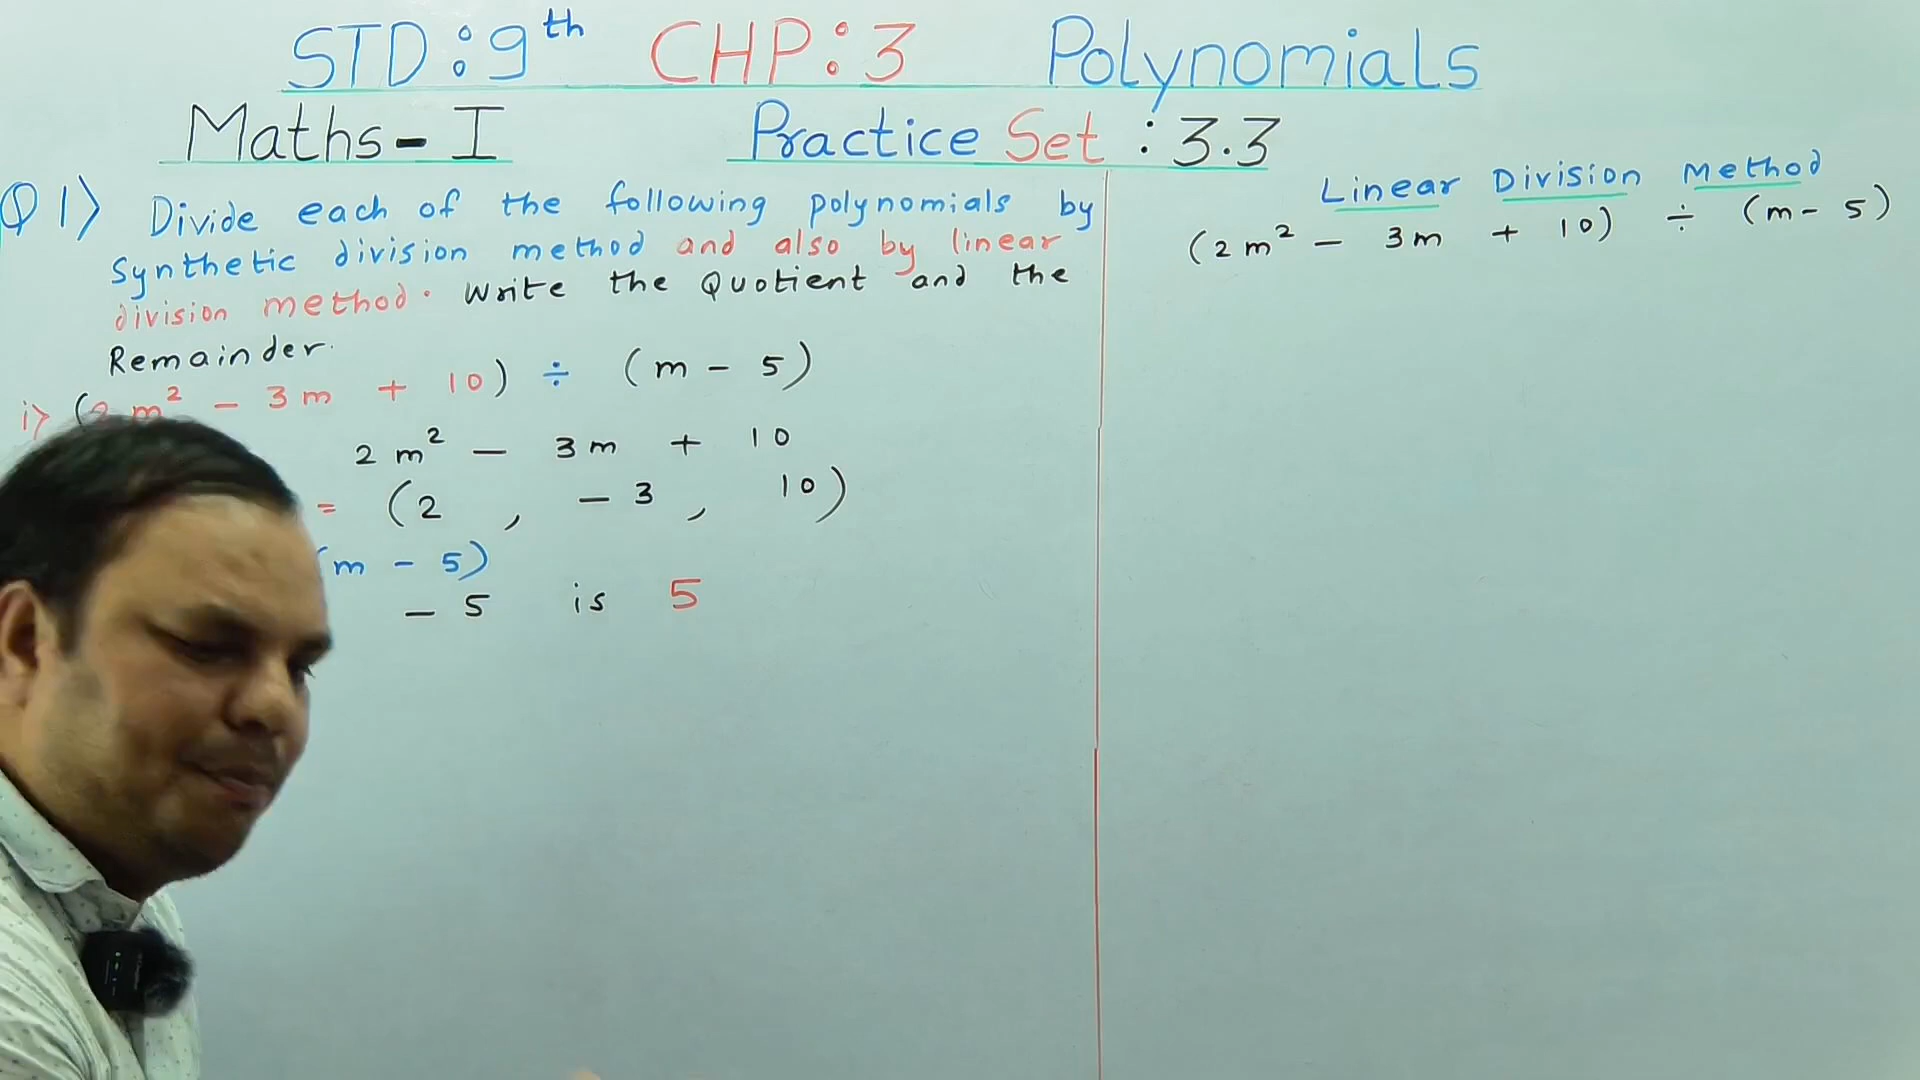 STD : 9th CHP : 3 Polynomials
Maths - I Practice Set : 3.3
Q 1) Divide each of the following polynomials by
synthetic division method and also by linear
division method. Write the Quotient and the
Remainder.
i) (2m² - 3m + 10) ÷ (m - 5)
2m² - 3m + 10
= (2 , - 3 , 10)
(m - 5)
- 5 is 5
Linear Division Method
(2m² - 3m + 10) ÷ (m - 5)